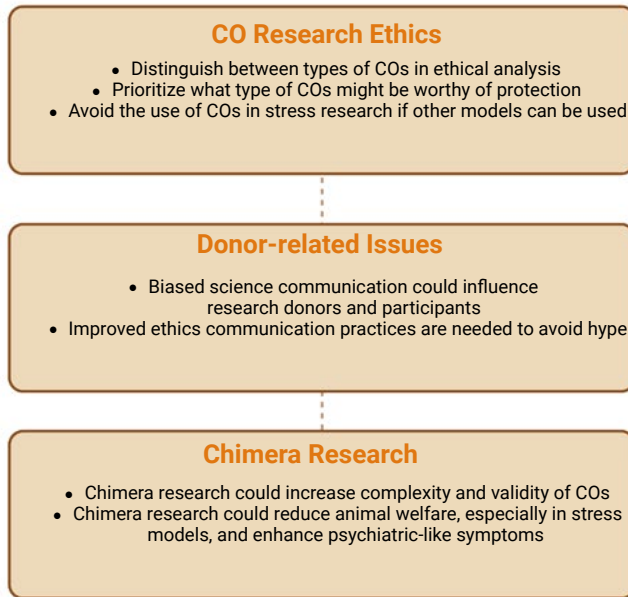 CO Research Ethics
• Distinguish between types of COs in ethical analysis
• Prioritize what type of COs might be worthy of protection
• Avoid the use of COs in stress research if other models can be used
Donor-related Issues
• Biased science communication could influence
research donors and participants
• Improved ethics communication practices are needed to avoid hype
Chimera Research
• Chimera research could increase complexity and validity of COs
• Chimera research could reduce animal welfare, especially in stress
models, and enhance psychiatric-like symptoms